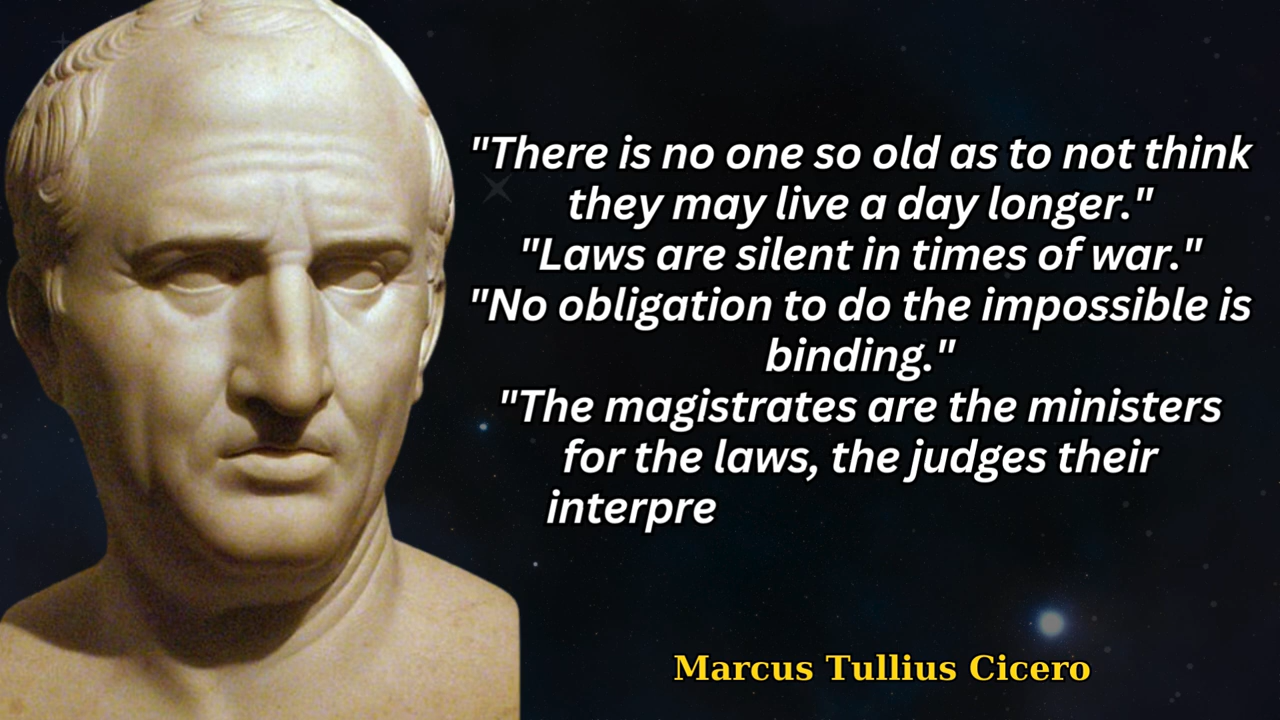 "There is no one so old as to not think
they may live a day longer."
"Laws are silent in times of war."
"No obligation to do the impossible is
binding."
"The magistrates are the ministers
for the laws, the judges their
interpre
Marcus Tullius Cicero